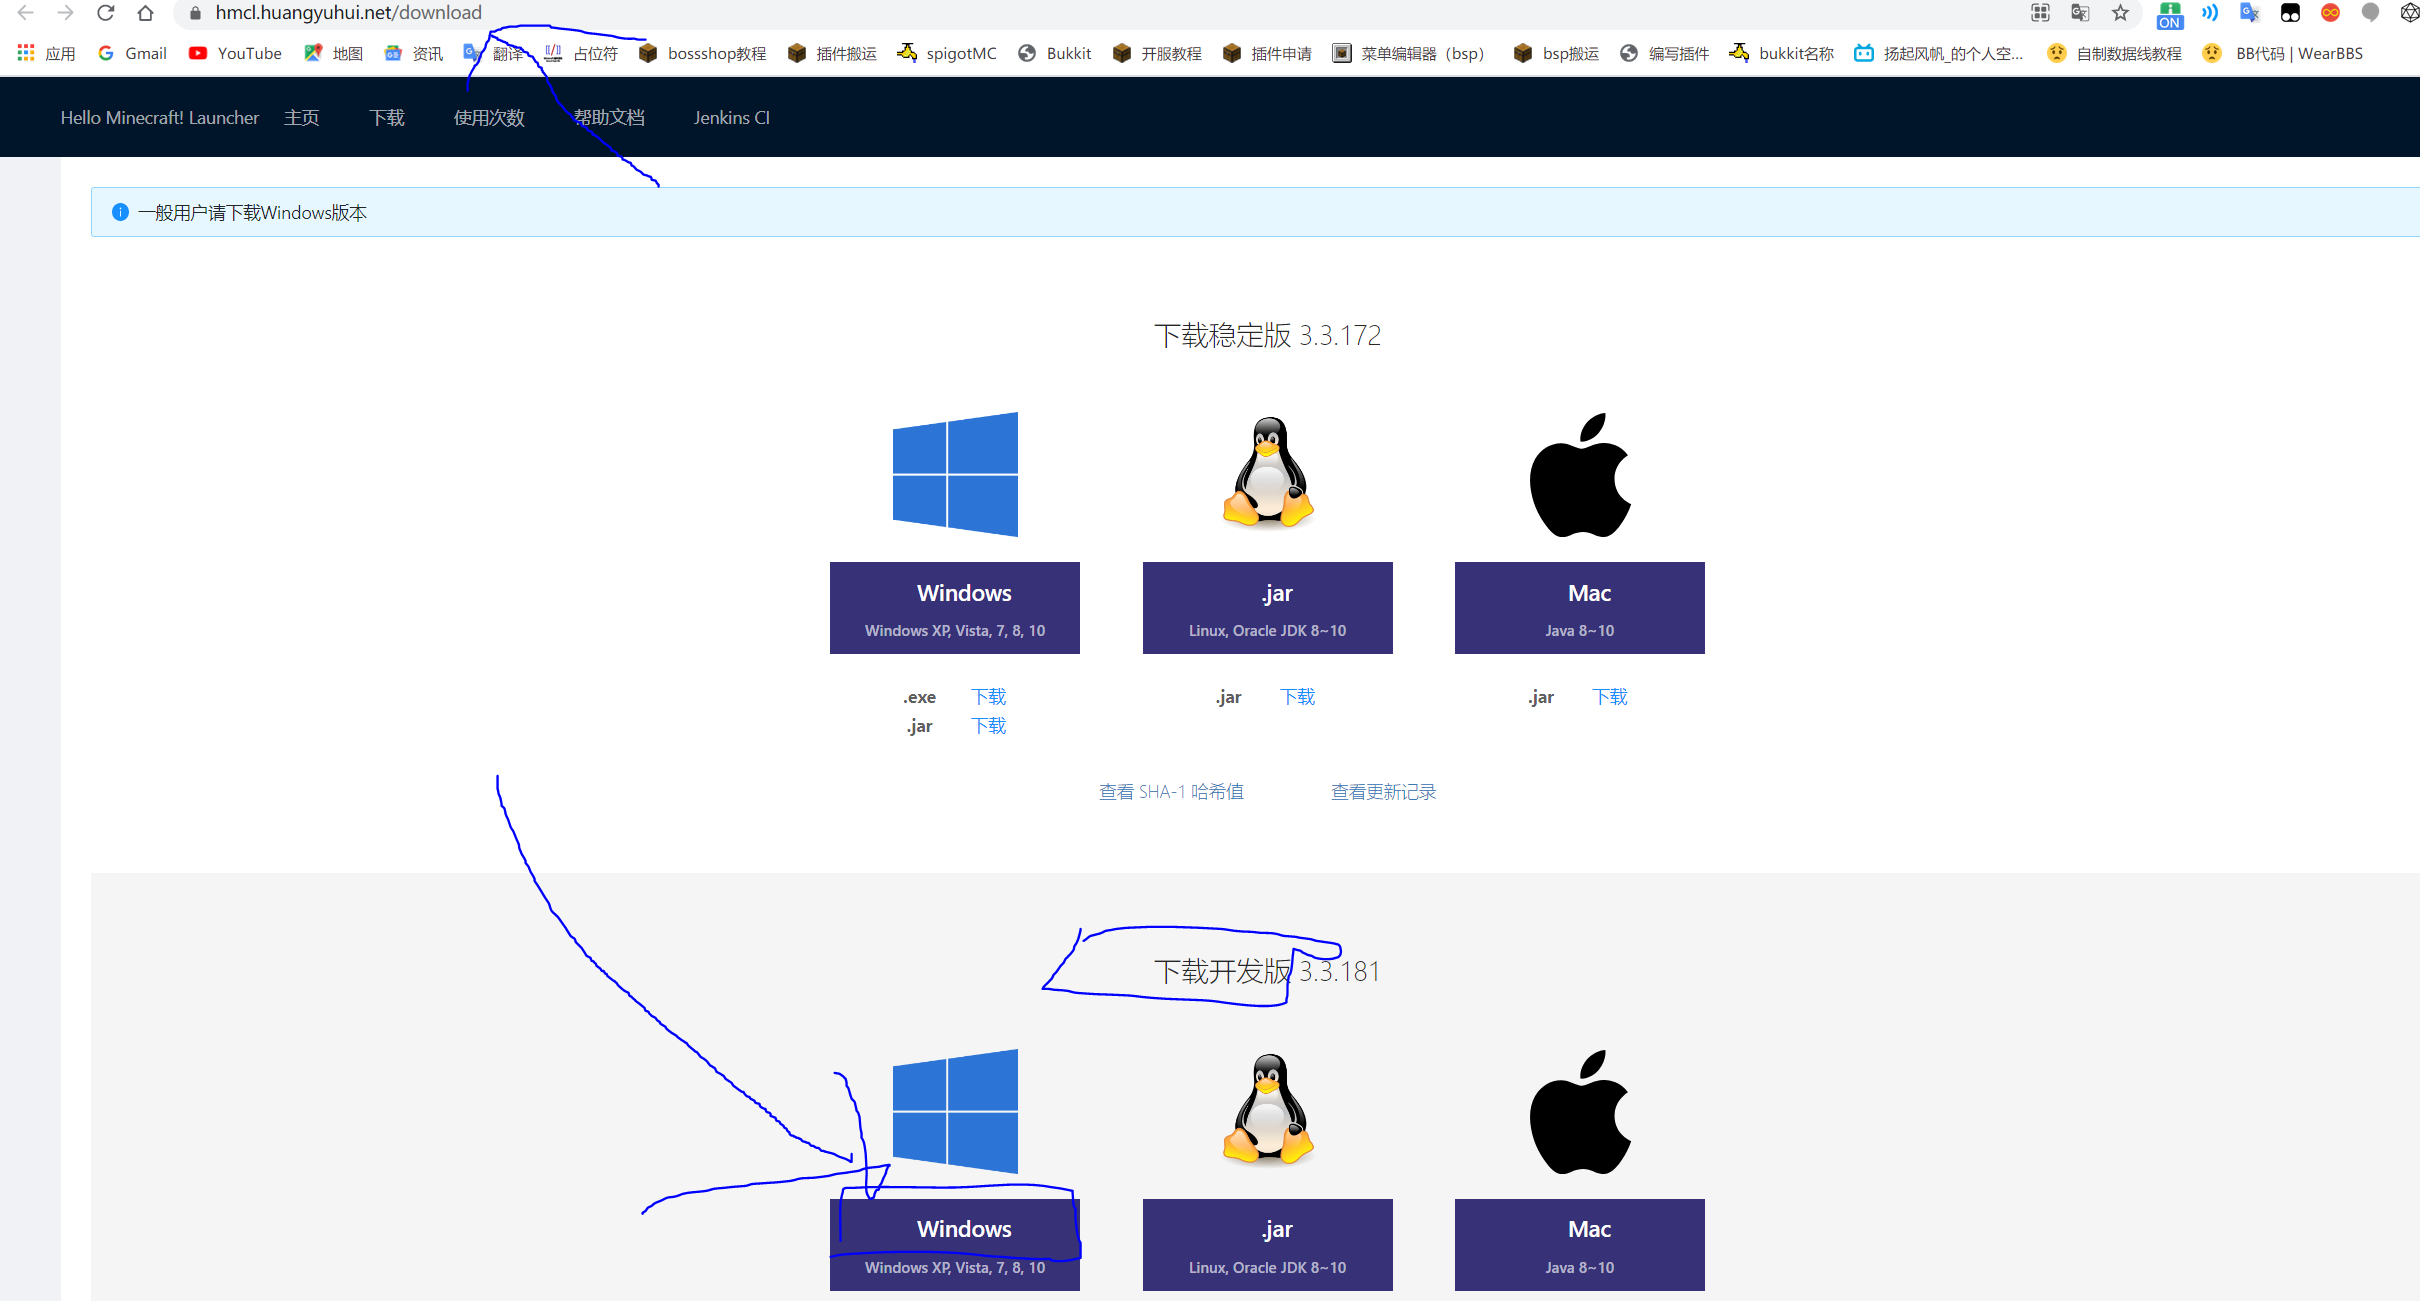 hmcl.huangyuhui.net/download
ON
应用 Gmail YouTube 地图 资讯 翻译 占位符 bossshop教程 插件搬运 spigotMC Bukkit 开服教程 插件申请 菜单编辑器（bsp） bsp搬运 编写插件 bukkit名称 扬起风帆_的个人空... 自制数据线教程 BB代码 | WearBBS
Hello Minecraft! Launcher 主页 下载 使用次数 帮助文档 Jenkins CI
一般用户请下载Windows版本
下载稳定版 3.3.172
Windows .jar Mac
Windows XP, Vista, 7, 8, 10 Linux, Oracle JDK 8~10 Java 8~10
.exe 下载 .jar 下载 .jar 下载
.jar 下载
查看 SHA-1 哈希值 查看更新记录
下载开发版 3.3.181
Windows .jar Mac
Windows XP, Vista, 7, 8, 10 Linux, Oracle JDK 8~10 Java 8~10